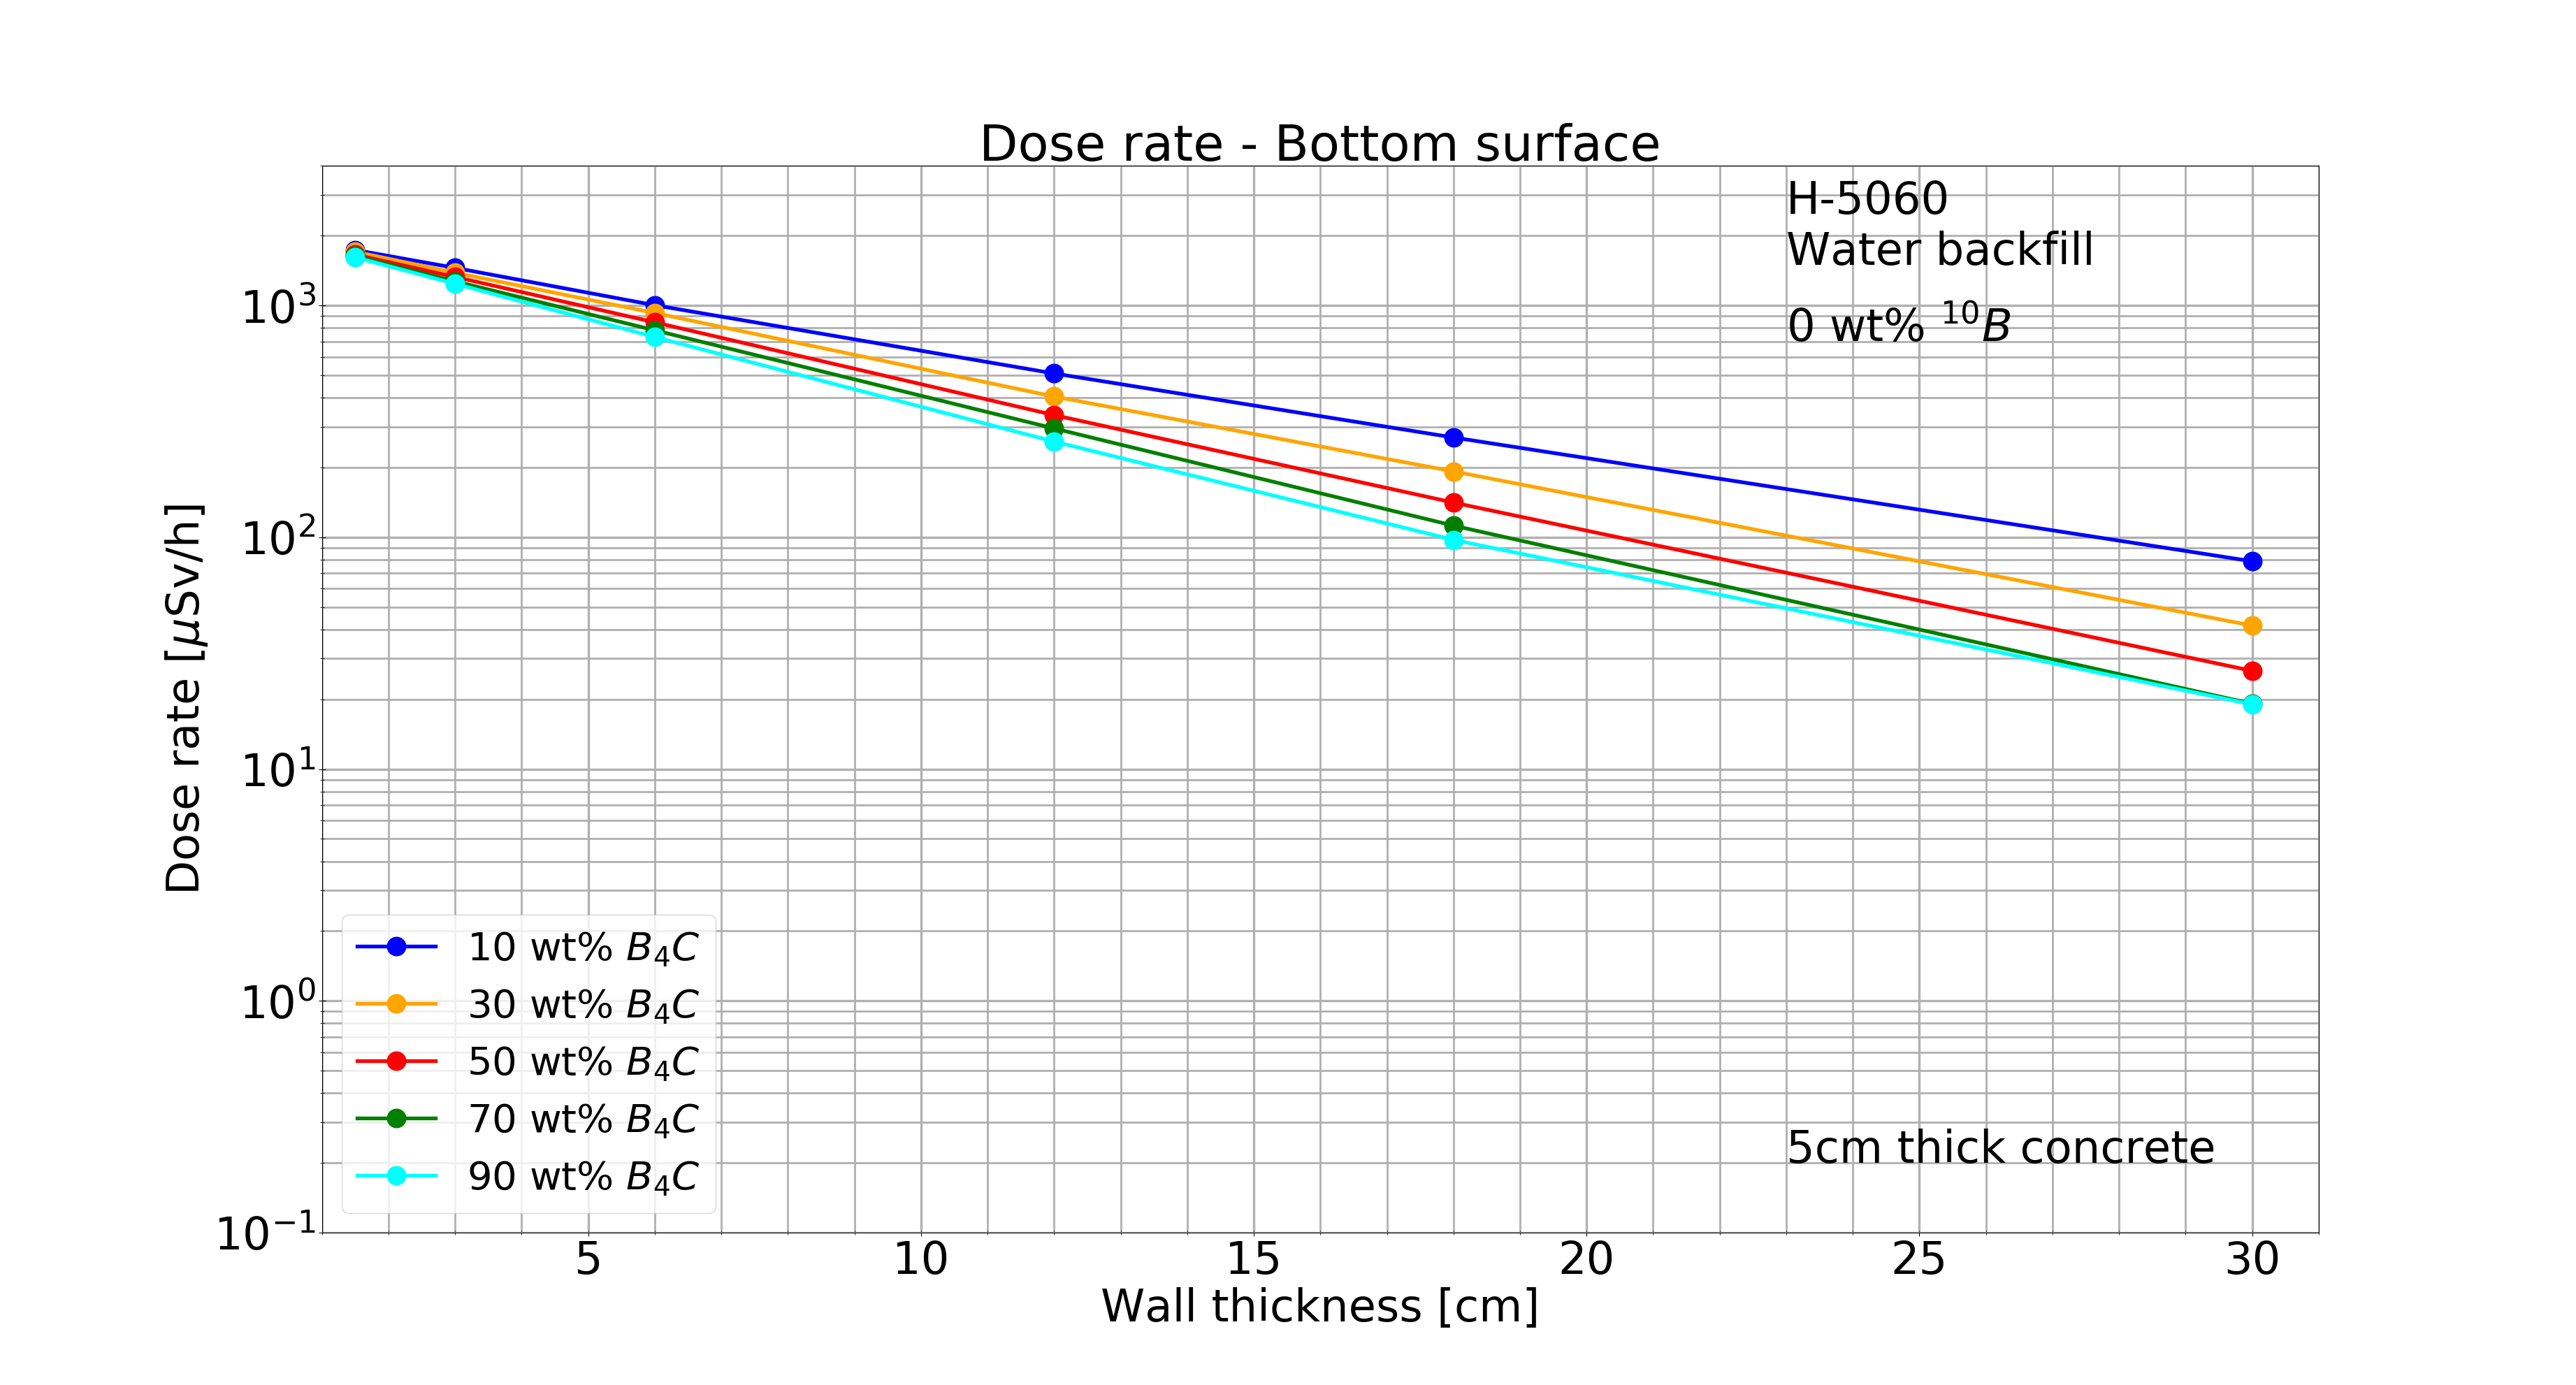 Dose rate - Bottom surface
H-5060
Water backfill
0 wt% ¹⁰B
10³
10²
10¹
10⁰
10⁻¹
Dose rate [μSv/h]
10 wt% B₄C
30 wt% B₄C
50 wt% B₄C
70 wt% B₄C
90 wt% B₄C
5cm thick concrete
5 10 15 20 25 30
Wall thickness [cm]